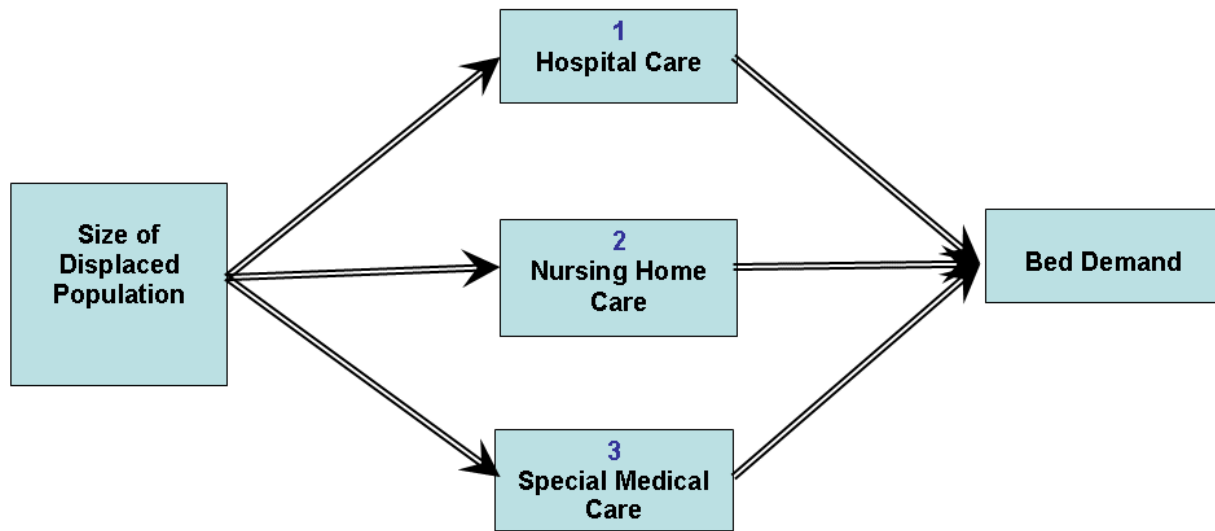 Size of
Displaced
Population
1
Hospital Care
2
Nursing Home
Care
3
Special Medical
Care
Bed Demand